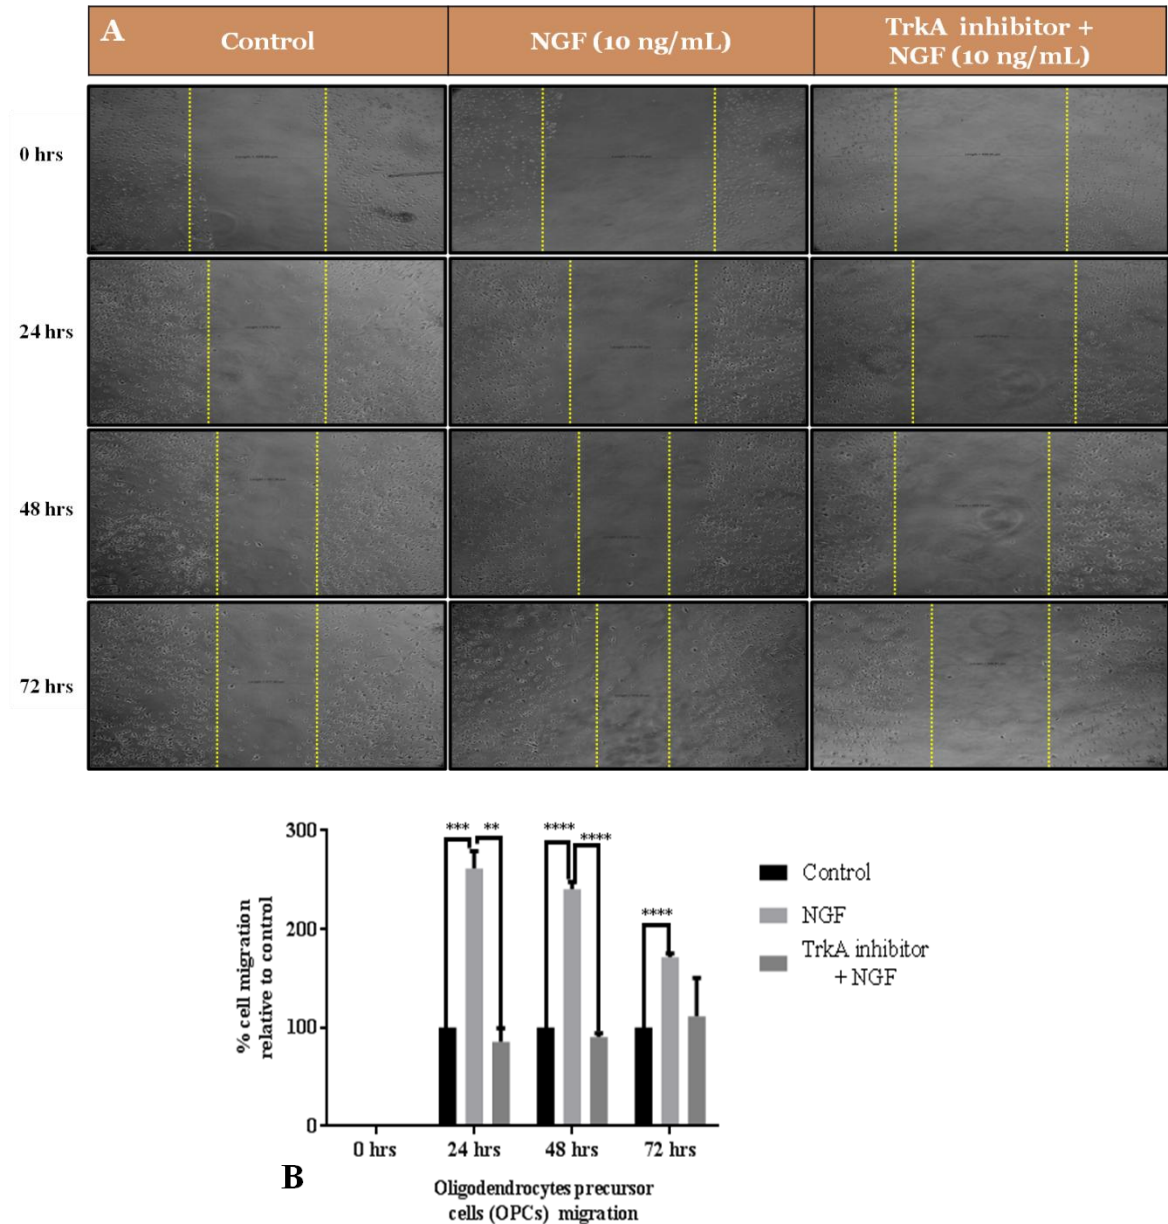 A
Control
NGF (10 ng/mL)
TrkA inhibitor +
NGF (10 ng/mL)
0 hrs
24 hrs
48 hrs
72 hrs
300
200
100
0
% cell migration
relative to control
***
**
****
****
****
0 hrs
24 hrs
48 hrs
72 hrs
Oligodendrocytes precursor
cells (OPCs) migration
Control
NGF
TrkA inhibitor
+ NGF
B